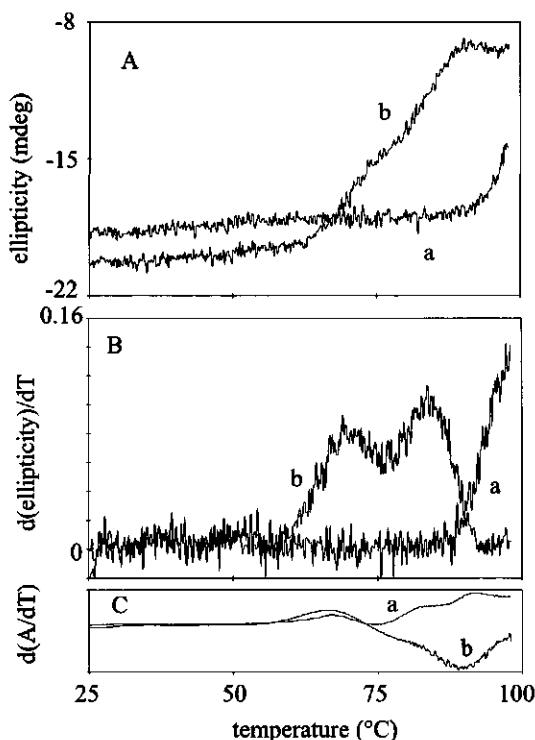 -8
A
b
-15
a
-22
ellipticity (mdeg)
0.16
B
b
a
0
d(ellipticity)/dT
C
a
b
d(A/dT)
25 50 75 100
temperature (°C)